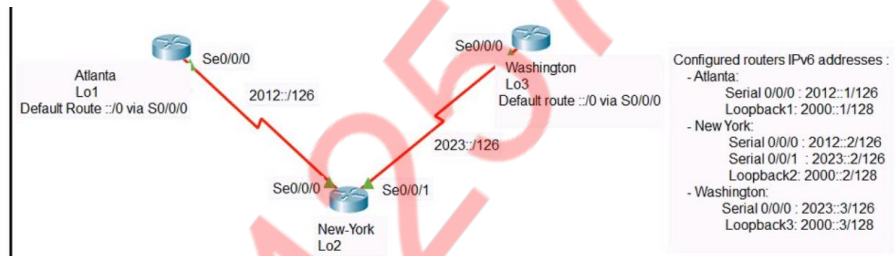 Se0/0/0
Atlanta
Lo1
Default Route ::/0 via S0/0/0
2012::/126
Se0/0/0
Washington
Lo3
Default route ::/0 via S0/0/0
2023::/126
Se0/0/0
Se0/0/1
New-York
Lo2
Configured routers IPv6 addresses :
- Atlanta:
Serial 0/0/0 : 2012::1/126
Loopback1: 2000::1/128
- New York:
Serial 0/0/0 : 2012::2/126
Serial 0/0/1 : 2023::2/126
Loopback2: 2000::2/128
- Washington:
Serial 0/0/0 : 2023::3/126
Loopback3: 2000::3/128